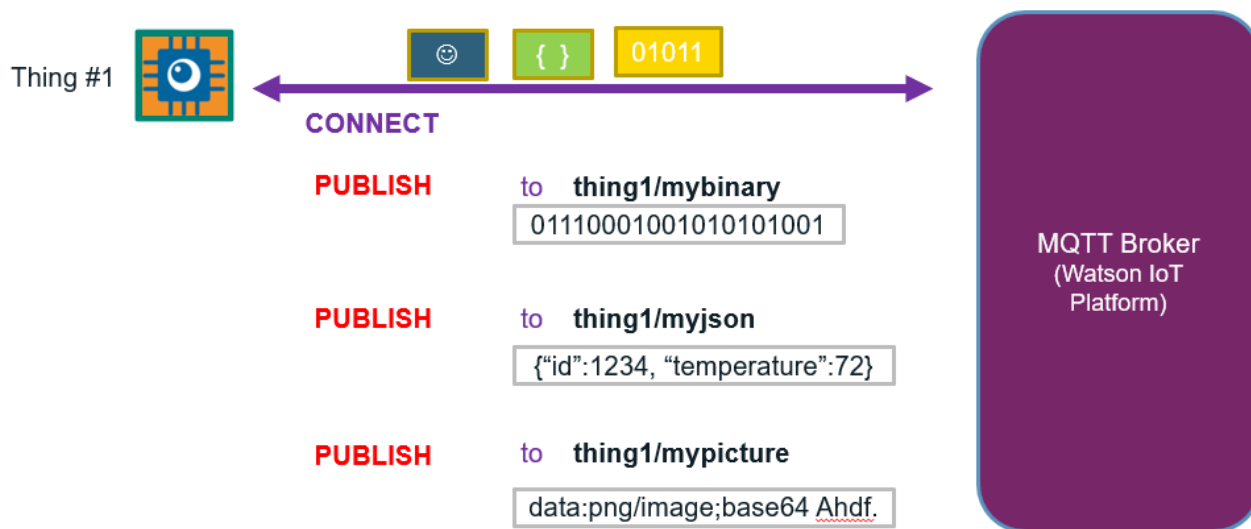 ☺ { } 01011
Thing #1
CONNECT
PUBLISH to thing1/mybinary
01110001001010101001
MQTT Broker
(Watson IoT
Platform)
PUBLISH to thing1/myjson
{“id”:1234, “temperature”:72}
PUBLISH to thing1/mypicture
data:png/image;base64 Ahdf.